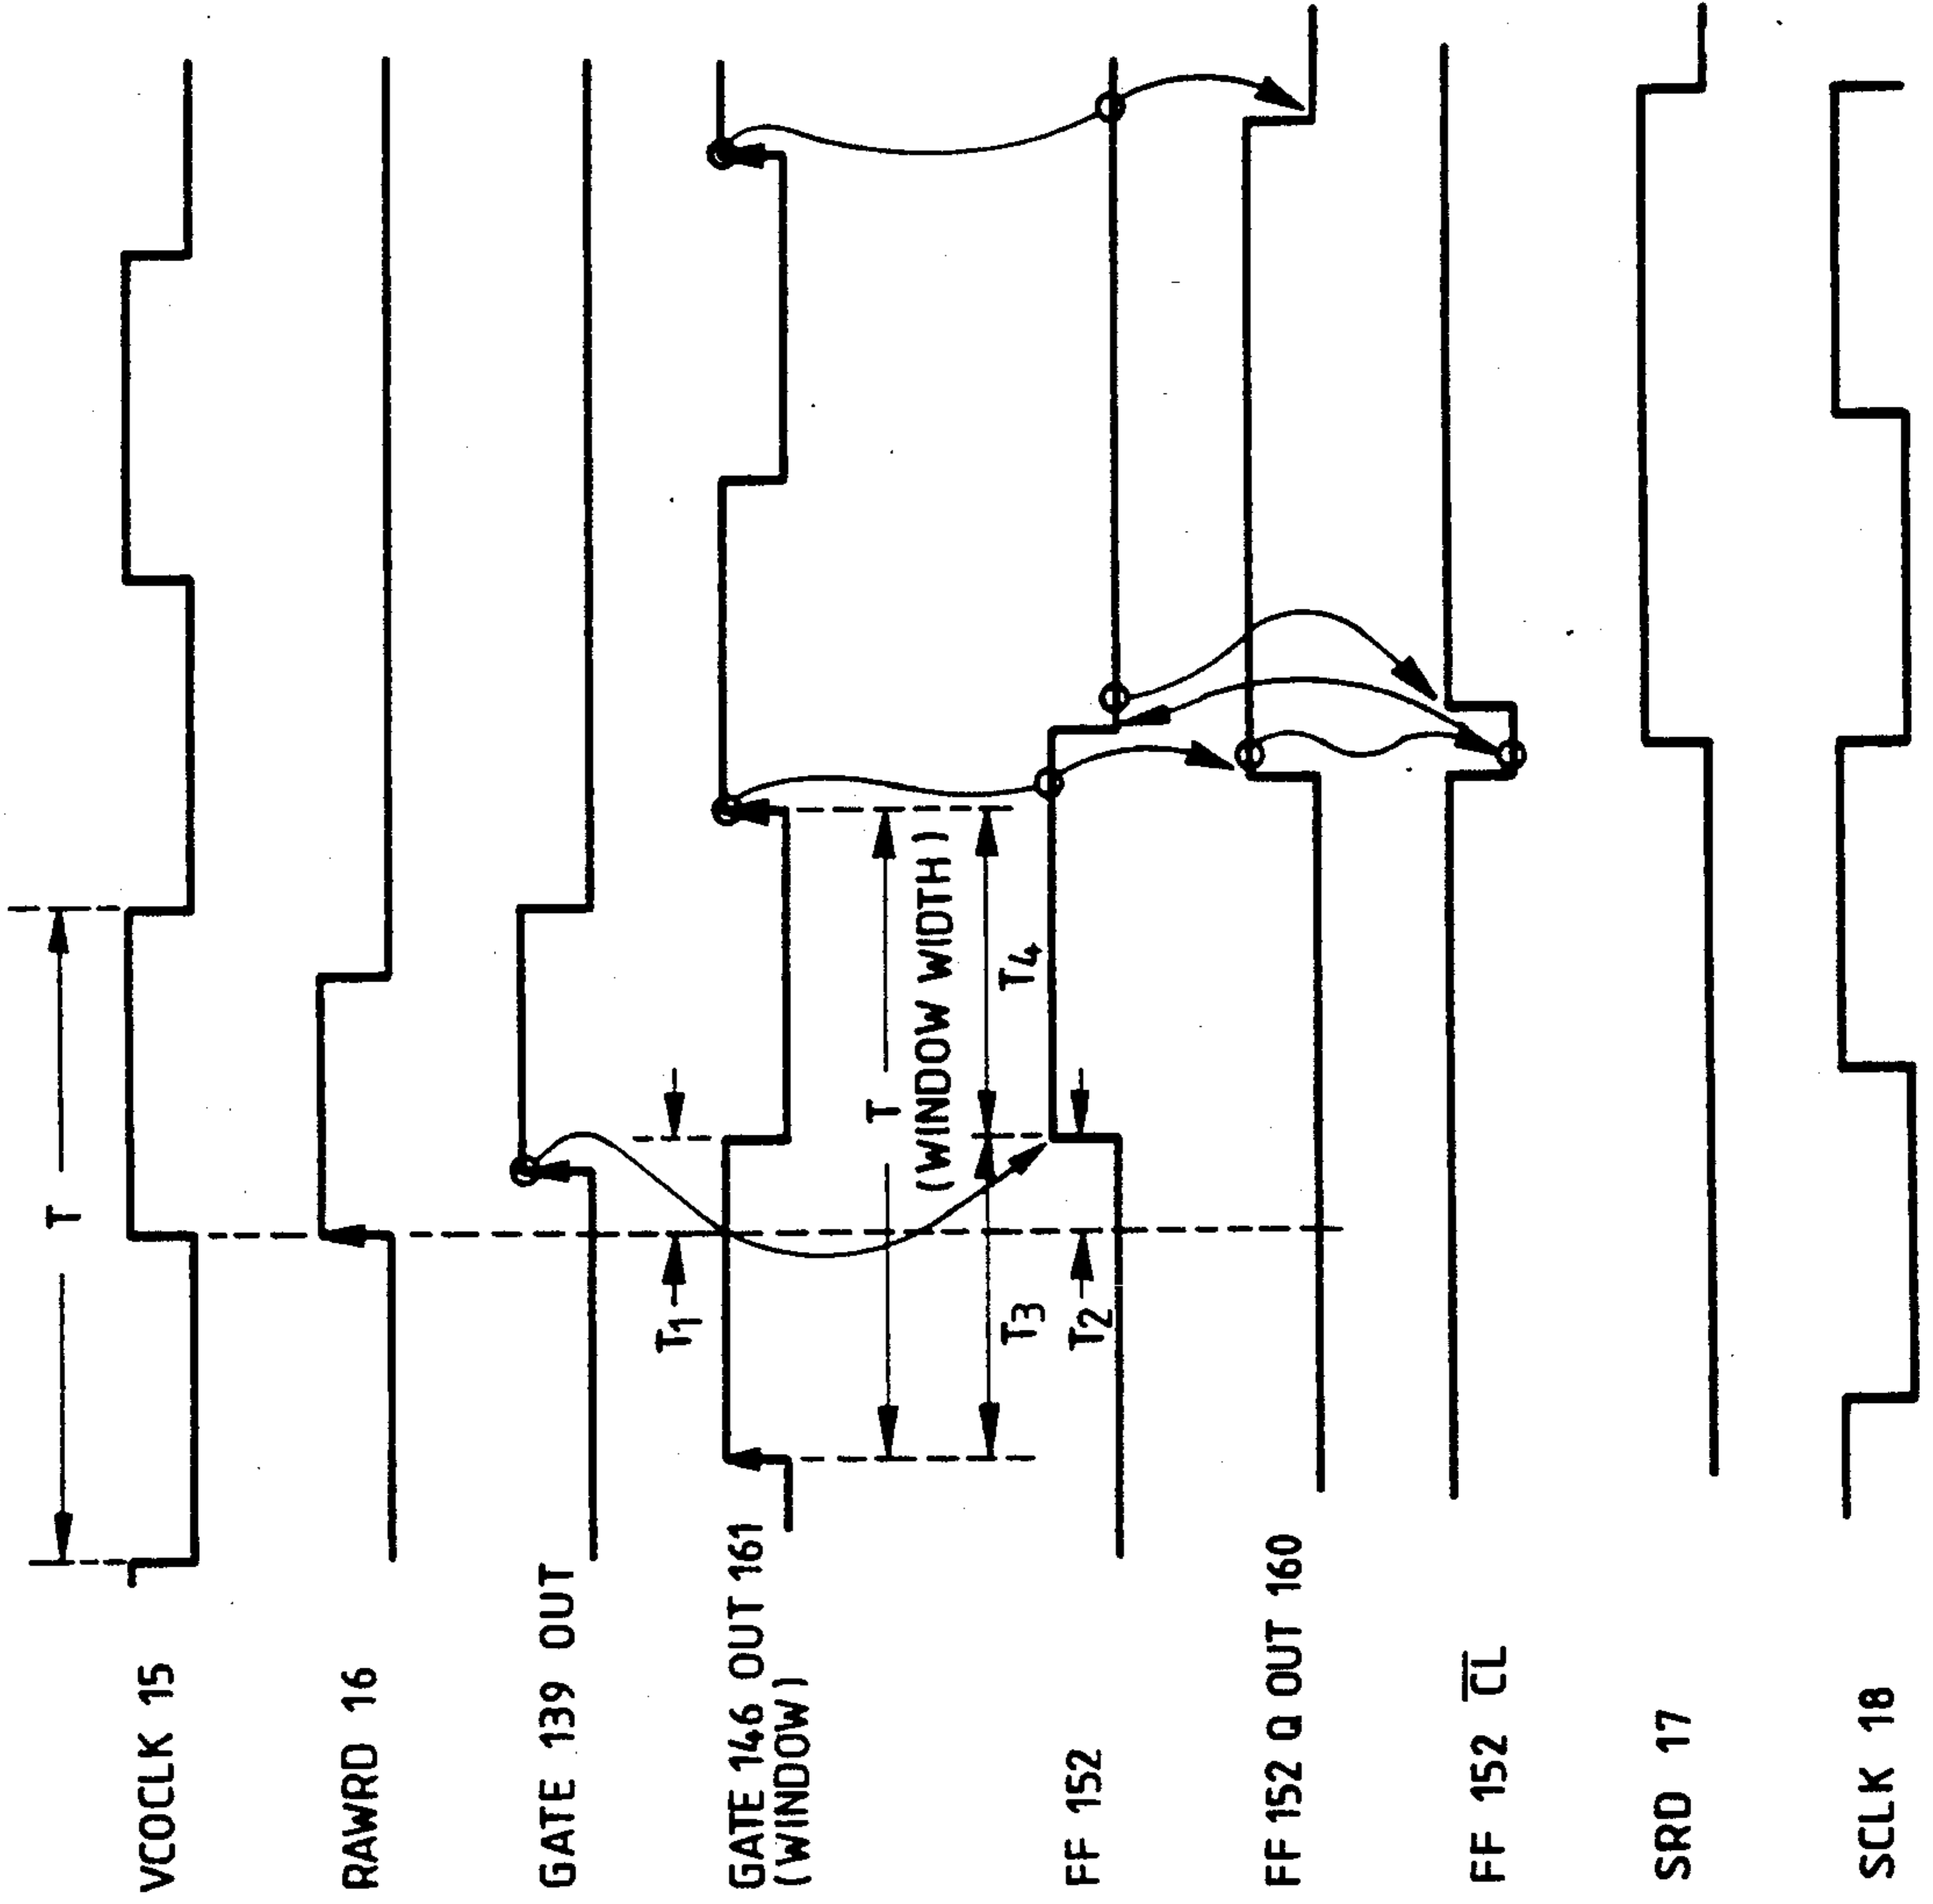 VCOCLK 15
T
RAWRD 16
GATE 139 OUT
T1
GATE 146 OUT 161
(WINDOW)
T
(WINDOW WIDTH)
T3
T4
T2
FF 152
FF 152 Q OUT 160
FF 152 C̅L̅
SRD 17
SCLK 18